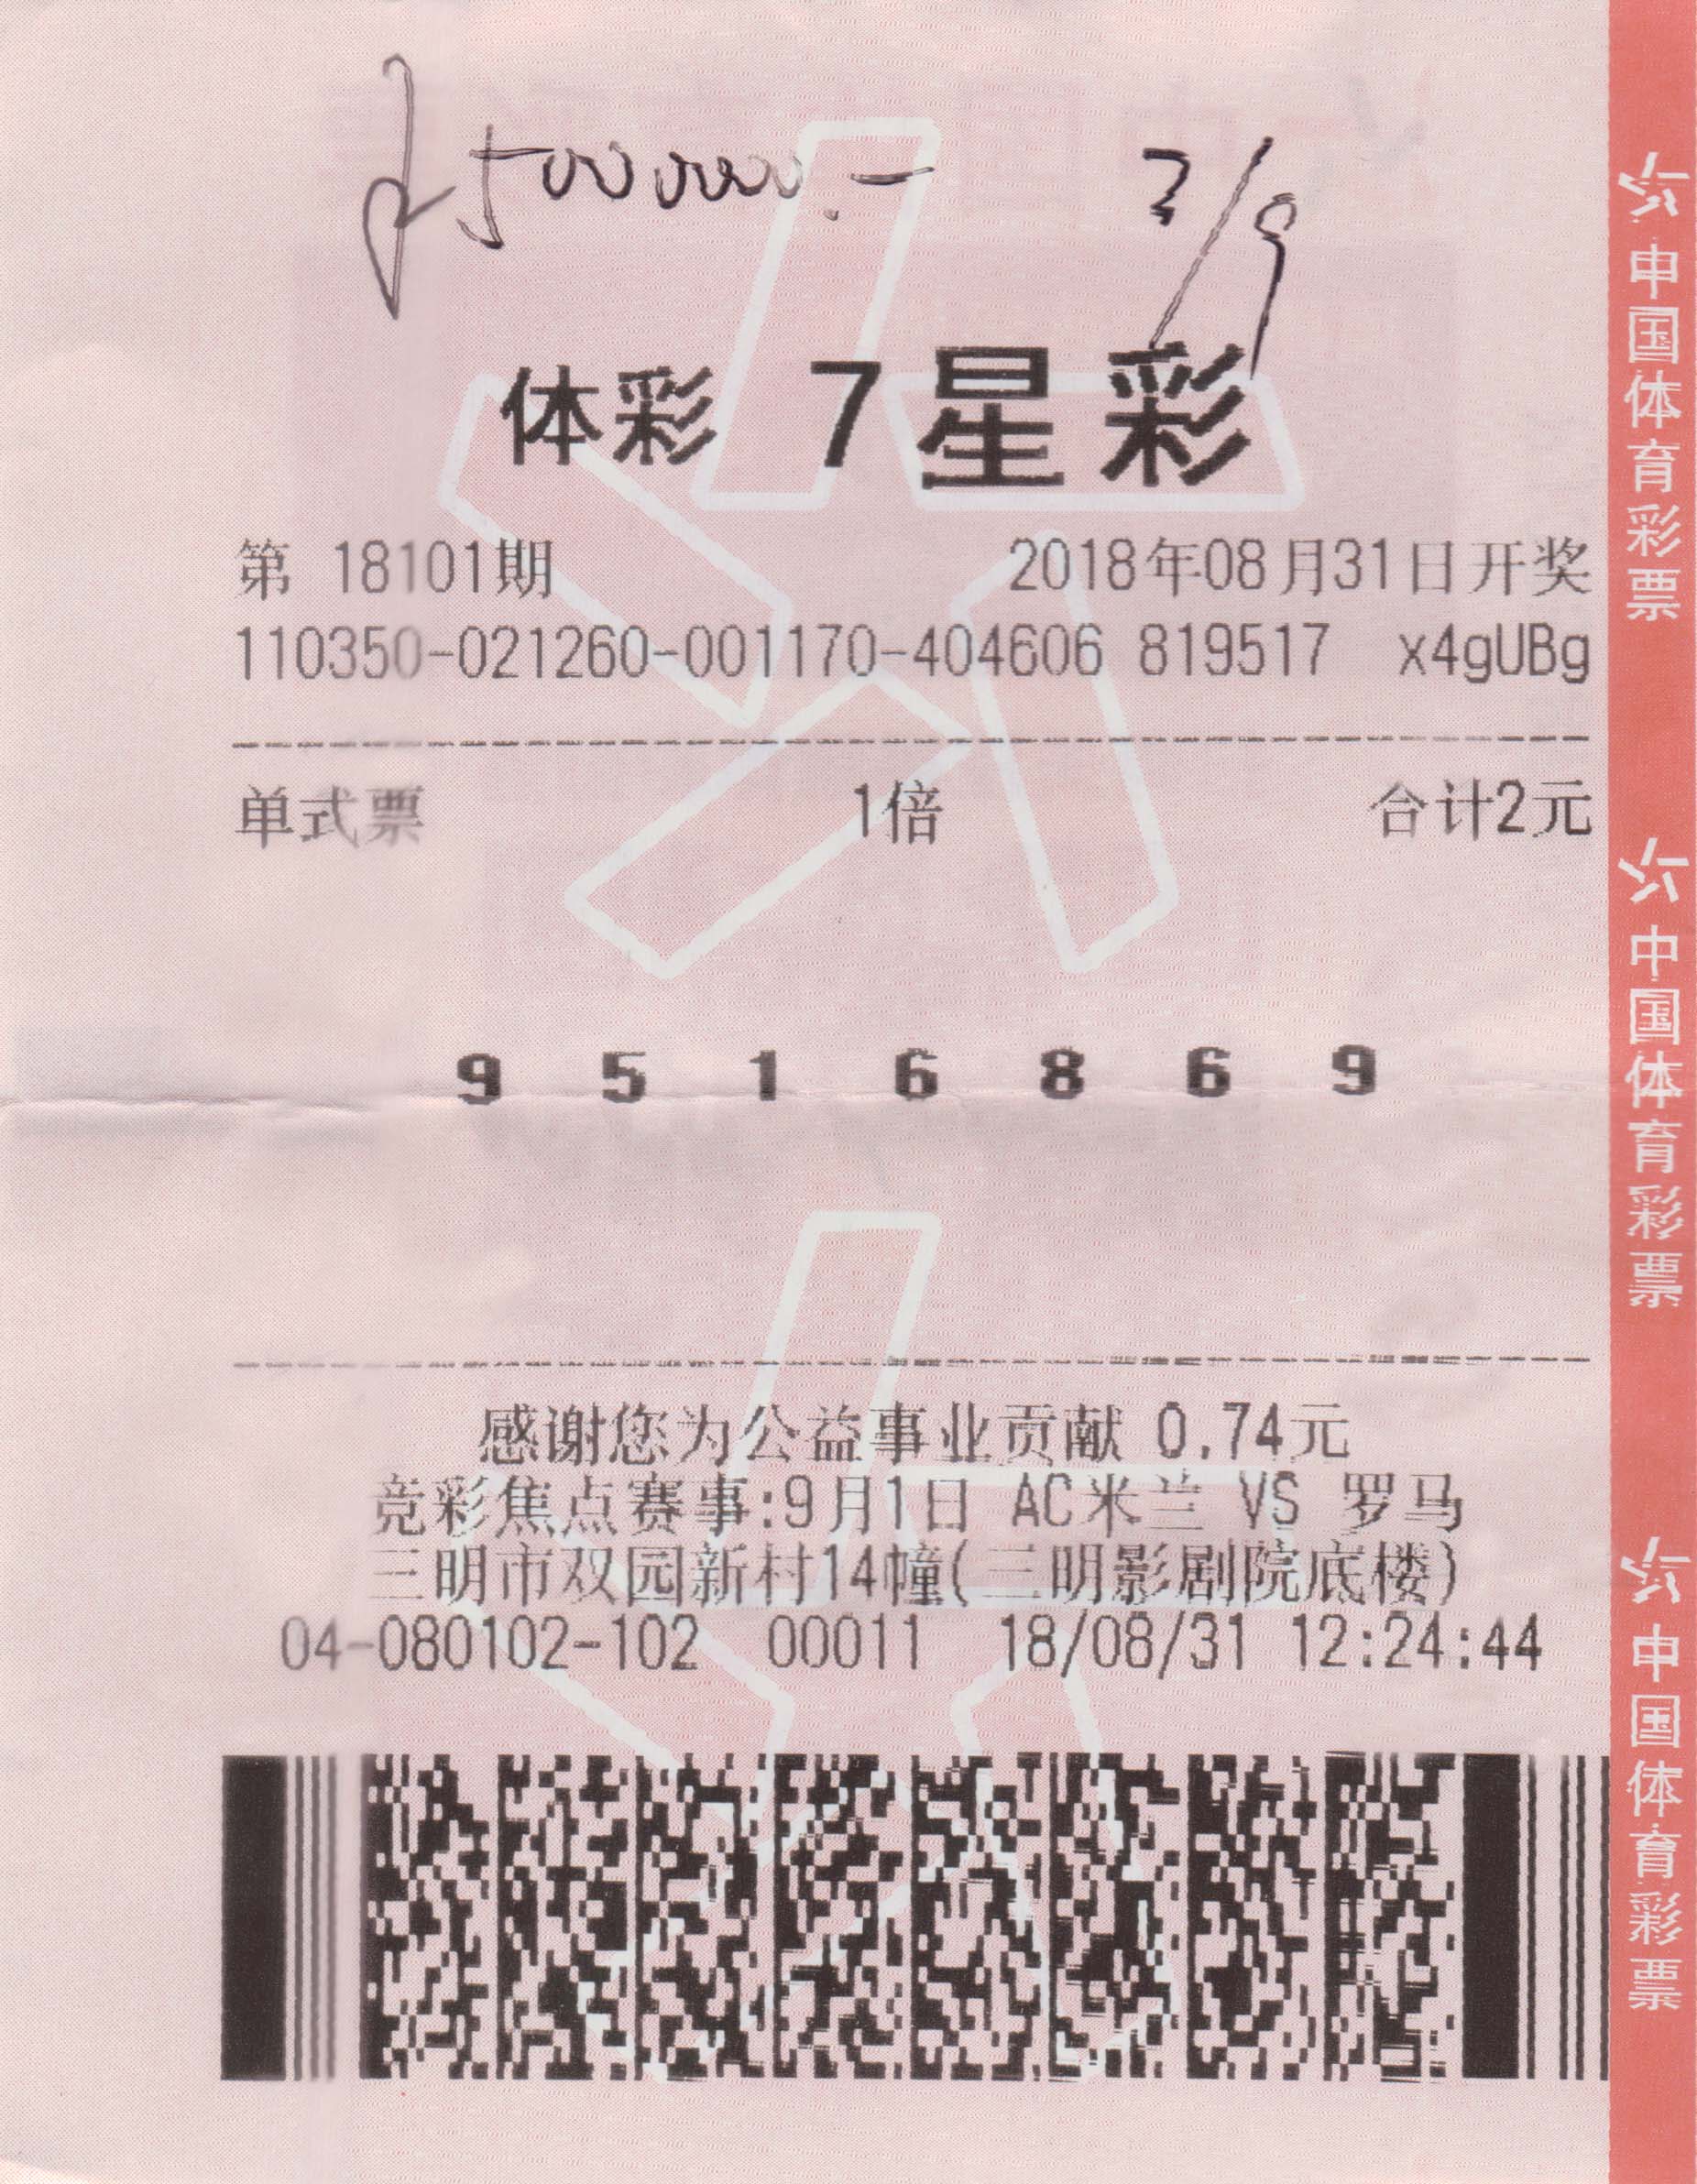 体彩 7星彩
第 18101期 2018年08月31日开奖
110350-021260-001170-404606 819517 x4gUBg
单式票 1倍 合计2元
9 5 1 6 8 6 9
感谢您为公益事业贡献 0.74元
竞彩焦点赛事:9月1日 AC米兰 VS 罗马
三明市双园新村14幢(三明影剧院底楼)
04-080102-102 00011 18/08/31 12:24:44
中国体育彩票
中国体育彩票
中国体育彩票